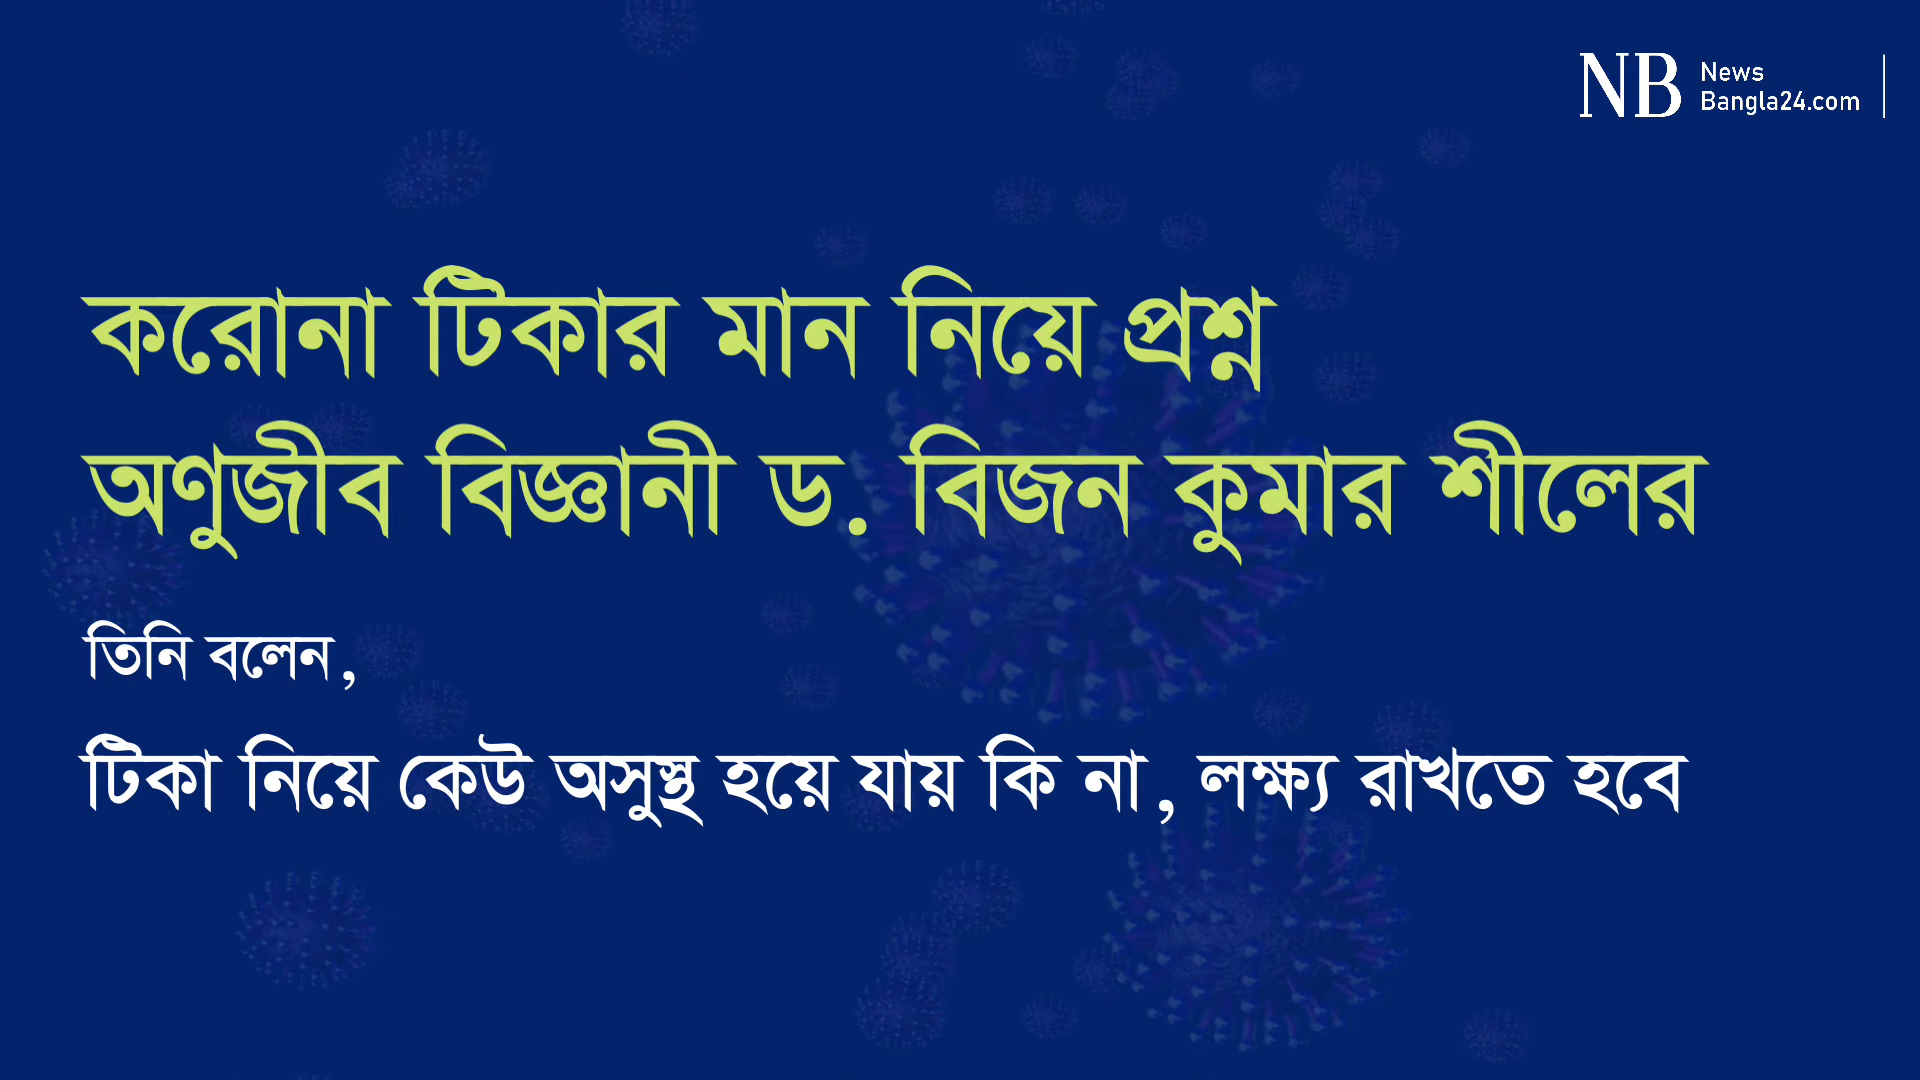 NB News
Bangla24.com
করোনা টিকার মান নিয়ে প্রশ্ন
অণুজীব বিজ্ঞানী ড. বিজন কুমার শীলের
তিনি বলেন,
টিকা নিয়ে কেউ অসুস্থ হয়ে যায় কি না, লক্ষ্য রাখতে হবে